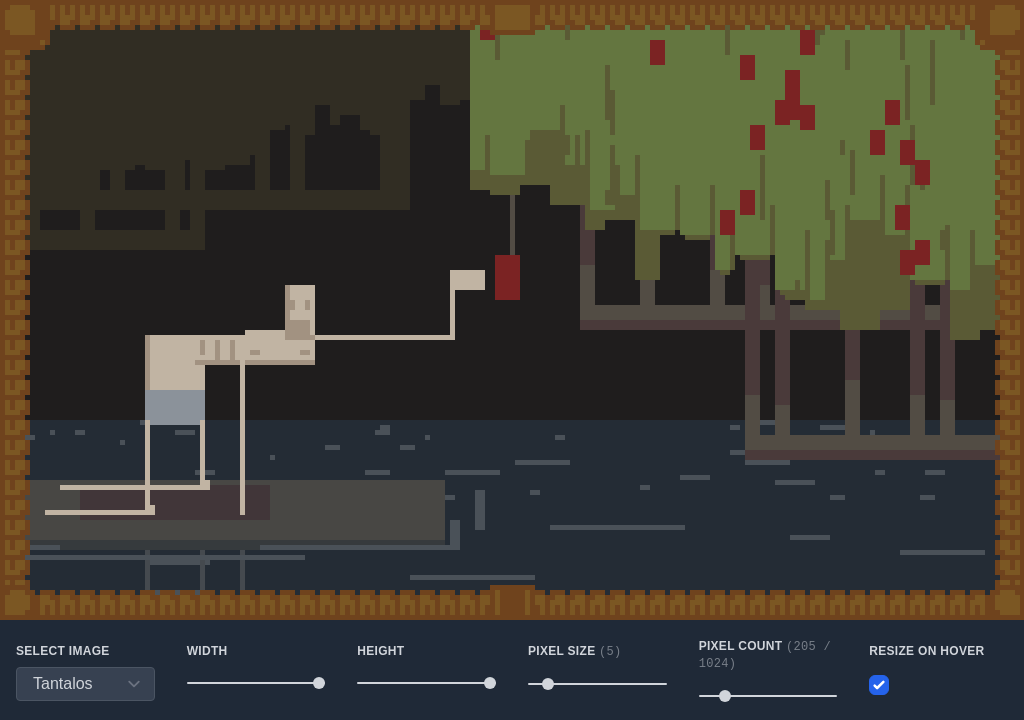 SELECT IMAGE
Tantalos
WIDTH
HEIGHT
PIXEL SIZE (5)
PIXEL COUNT (205 /
1024)
RESIZE ON HOVER